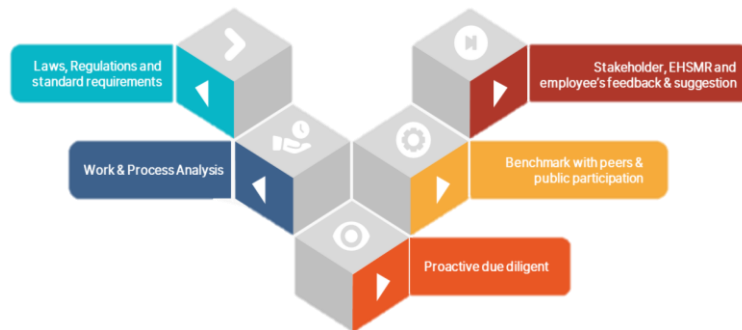 Laws, Regulations and
standard requirements
Stakeholder, EHSMR and
employee's feedback & suggestion
Work & Process Analysis
Benchmark with peers &
public participation
Proactive due diligent